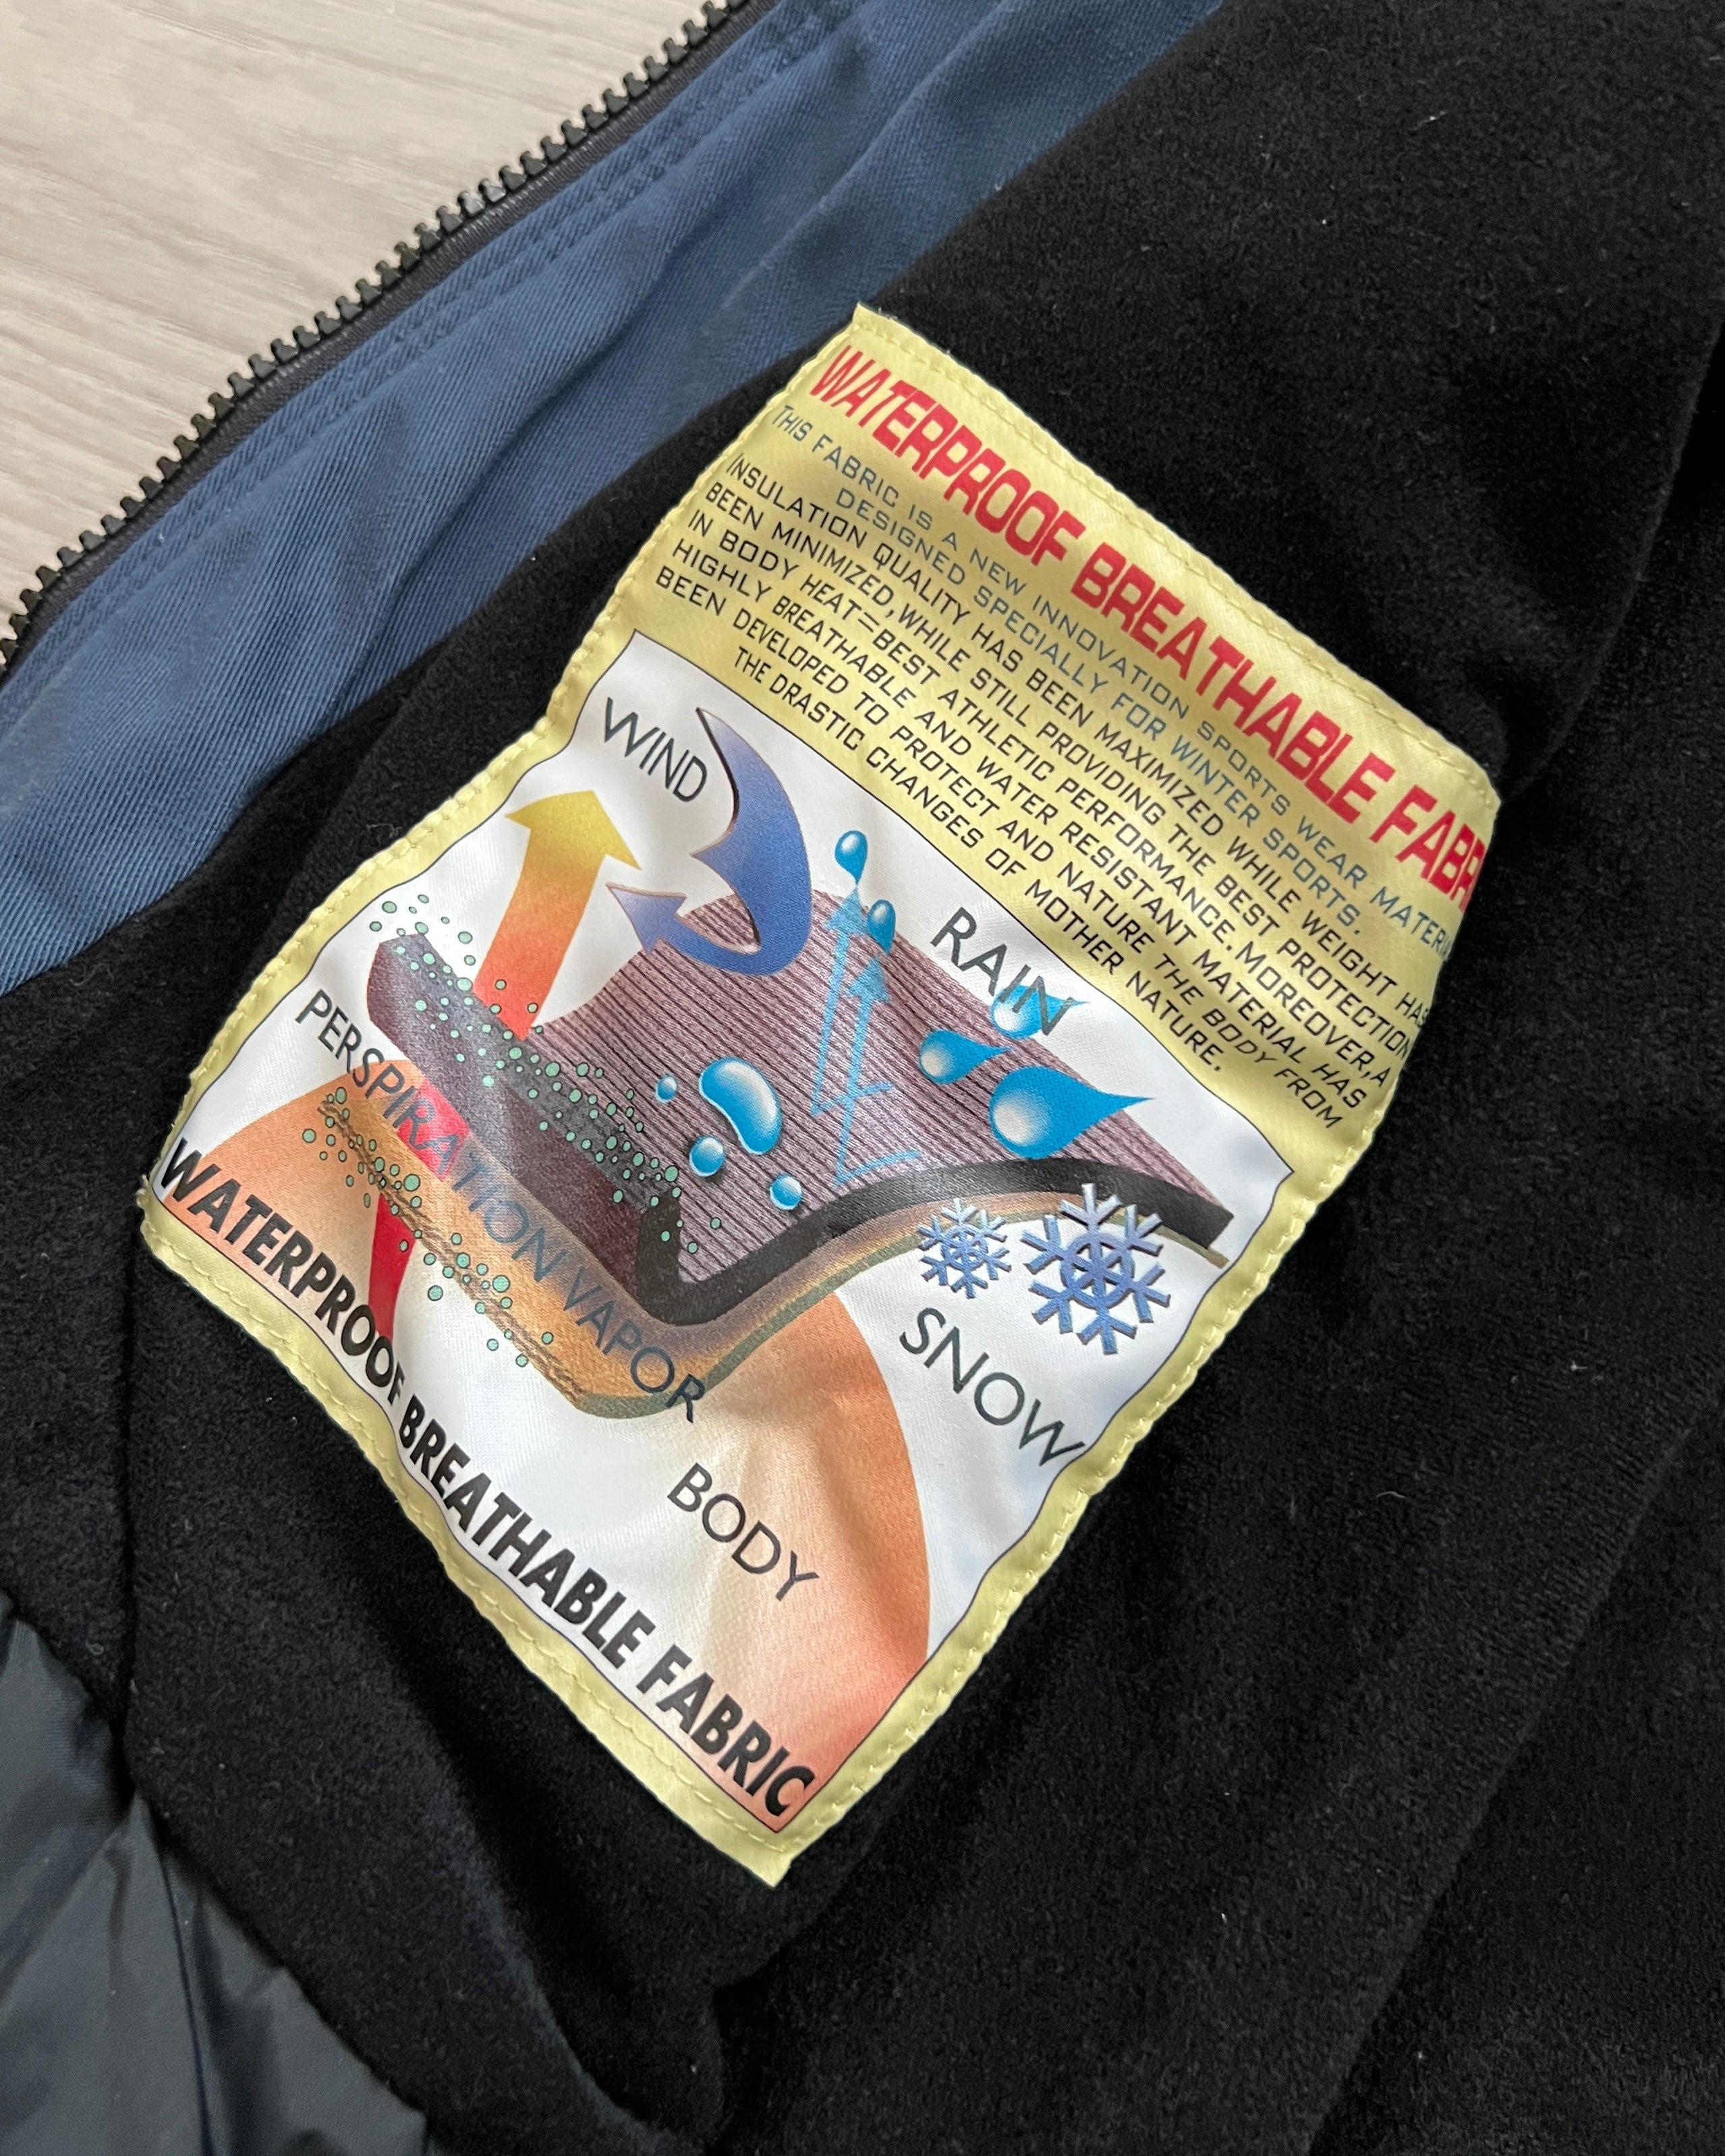 WATERPROOF BREATHABLE FABR
THIS FABRIC IS A NEW INNOVATION SPORTS WEAR MATERI
DESIGNED SPECIALLY FOR WINTER SPORTS.
INSULATION QUALITY HAS BEEN MAXIMIZED WHILE WEIGHT HAS
BEEN MINIMIZED, WHILE STILL PROVIDING THE BEST PROTECTION
IN BODY HEAT=BEST ATHLETIC PERFORMANCE. MOREOVER, A
HIGHLY BREATHABLE AND WATER RESISTANT MATERIAL HAS
BEEN DEVELOPED TO PROTECT AND NATURE THE BODY FROM
THE DRASTIC CHANGES OF MOTHER NATURE.
WIND
RAIN
PERSPIRATION VAPOR
SNOW
BODY
WATERPROOF BREATHABLE FABRIC